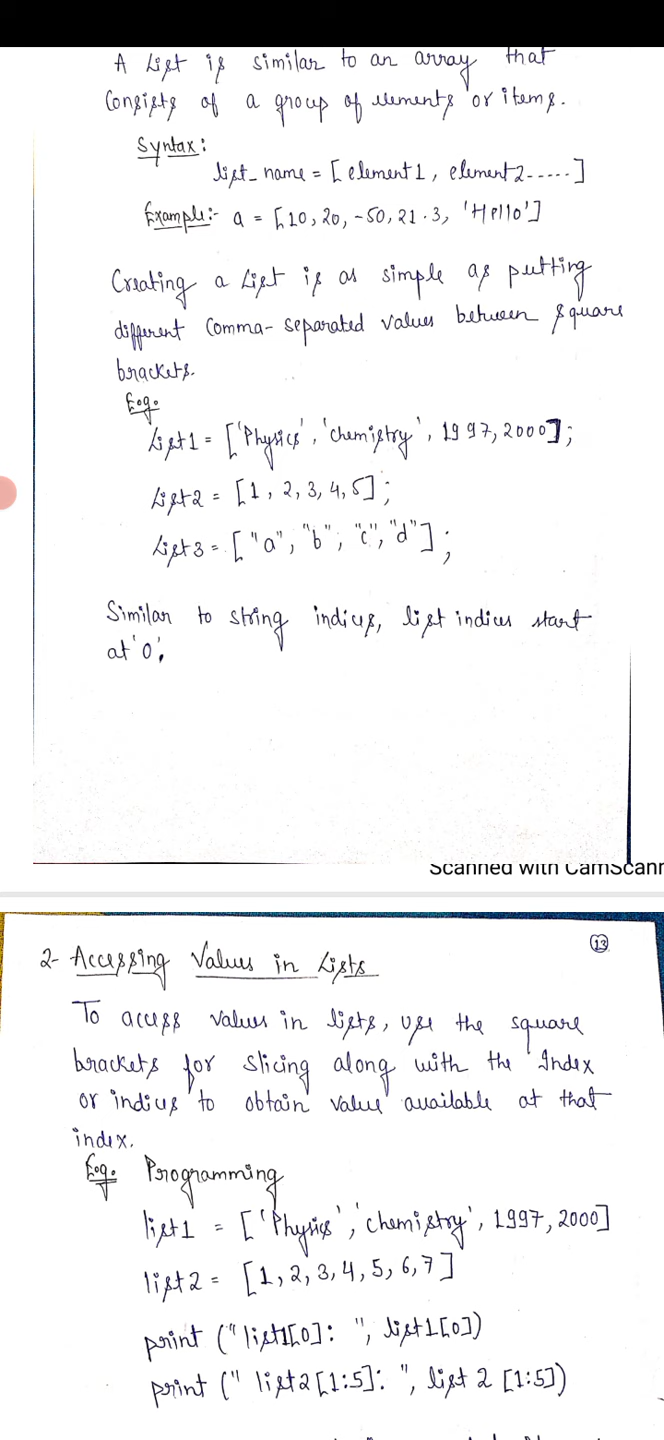 A List is similar to an array that
Consists of a group of elements or items.
Syntax:
list_name = [element1, element2-----]
Example:- a = [10, 20, -50, 21.3, 'Hello']
Creating a List is as simple as putting
different Comma-separated values between square
brackets.
E.g.
List1 = ['Physics', 'chemistry', 1997, 2000];
List2 = [1, 2, 3, 4, 5];
List3 = ["a", "b", "c", "d"];
Similar to string indices, list indices start
at '0'.
Scanned with CamScann
13
2- Accessing Values in Lists
To access values in lists, use the square
brackets for slicing along with the Index
or indices to obtain value available at that
index.
E.g. Programming
list1 = ['Physics', 'chemistry', 1997, 2000]
list2 = [1, 2, 3, 4, 5, 6, 7]
print ("list1[0]: ", list1[0])
print (" list2[1:5]: ", list 2 [1:5])